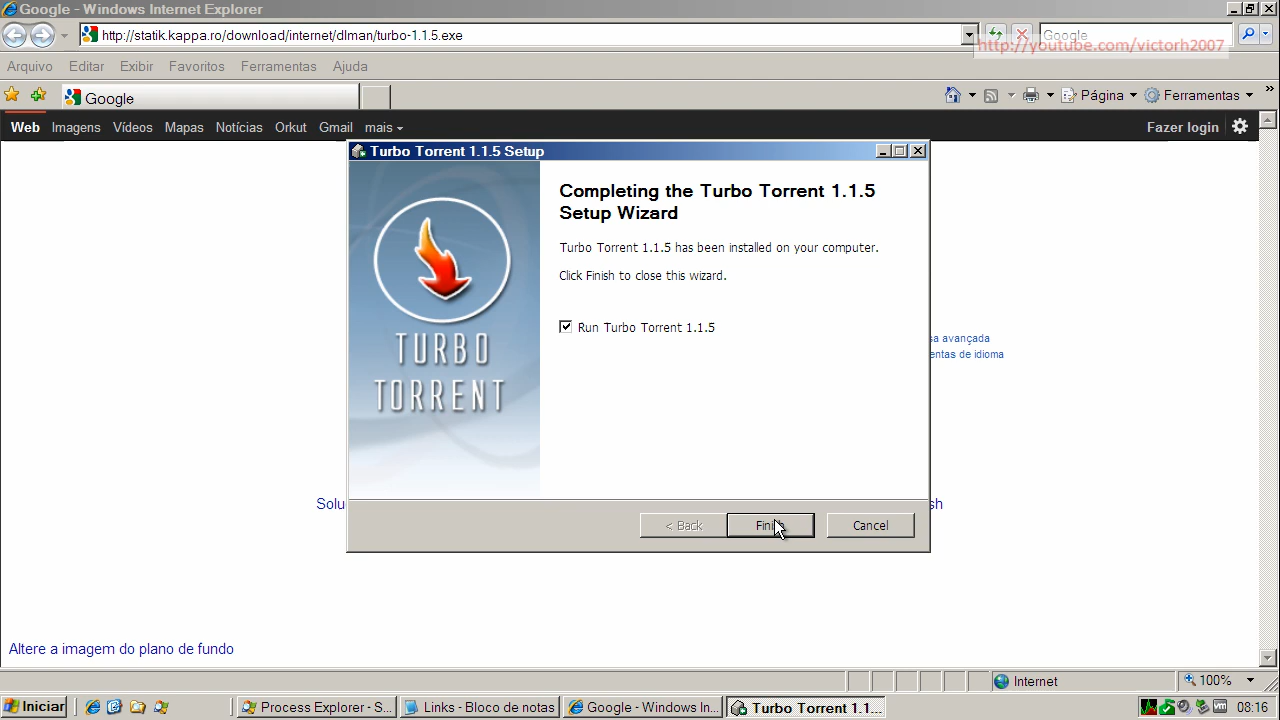 Google - Windows Internet Explorer
http://statik.kappa.ro/download/internet/dlman/turbo-1.1.5.exe
Google
http://youtube.com/victorh2007
Arquivo Editar Exibir Favoritos Ferramentas Ajuda
Google
Página Ferramentas
Web Imagens Vídeos Mapas Notícias Orkut Gmail mais
Fazer login
Turbo Torrent 1.1.5 Setup
Completing the Turbo Torrent 1.1.5
Setup Wizard
Turbo Torrent 1.1.5 has been installed on your computer.
Click Finish to close this wizard.
Run Turbo Torrent 1.1.5
TURBO
TORRENT
avançada
de idioma
< Back Finish Cancel
Altere a imagem do plano de fundo
Internet
100%
Iniciar
Process Explorer - S...
Links - Bloco de notas
Google - Windows In...
Turbo Torrent 1.1...
08:16